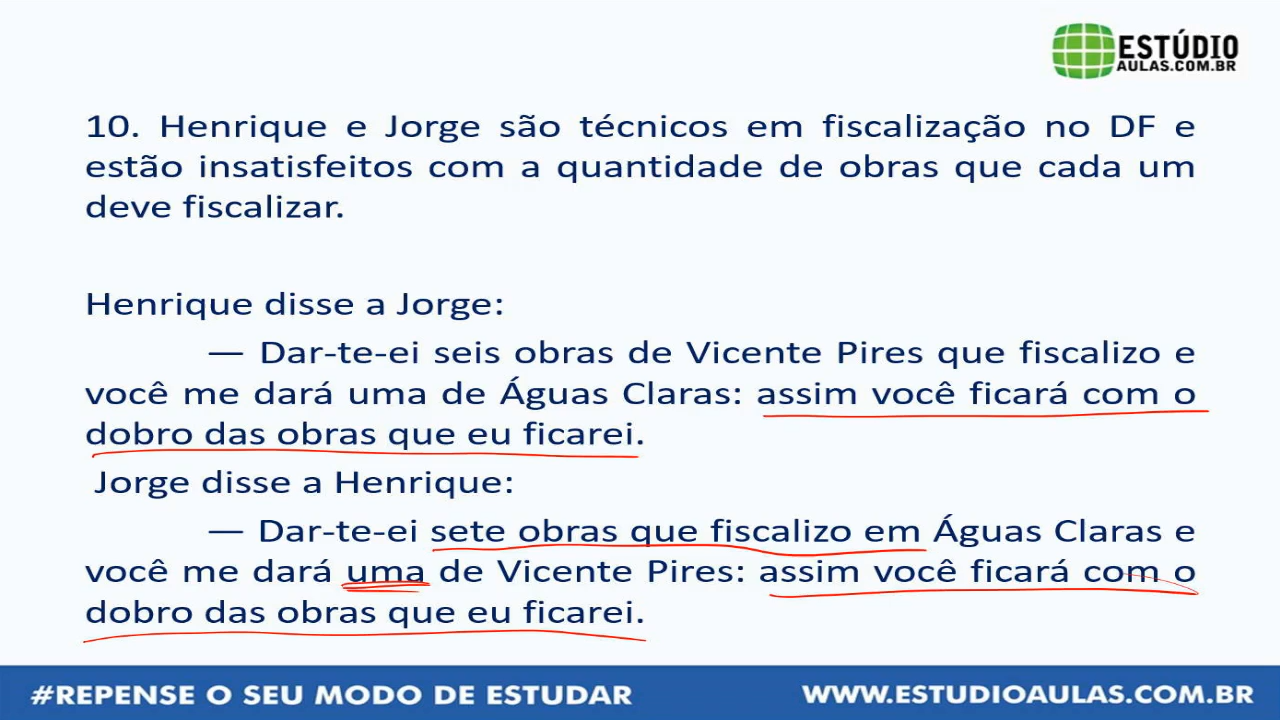 ESTÚDIO
AULAS.COM.BR
10. Henrique e Jorge são técnicos em fiscalização no DF e
estão insatisfeitos com a quantidade de obras que cada um
deve fiscalizar.
Henrique disse a Jorge:
— Dar-te-ei seis obras de Vicente Pires que fiscalizo e
você me dará uma de Águas Claras: assim você ficará com o
dobro das obras que eu ficarei.
Jorge disse a Henrique:
— Dar-te-ei sete obras que fiscalizo em Águas Claras e
você me dará uma de Vicente Pires: assim você ficará com o
dobro das obras que eu ficarei.
#REPENSE O SEU MODO DE ESTUDAR
WWW.ESTUDIOAULAS.COM.BR